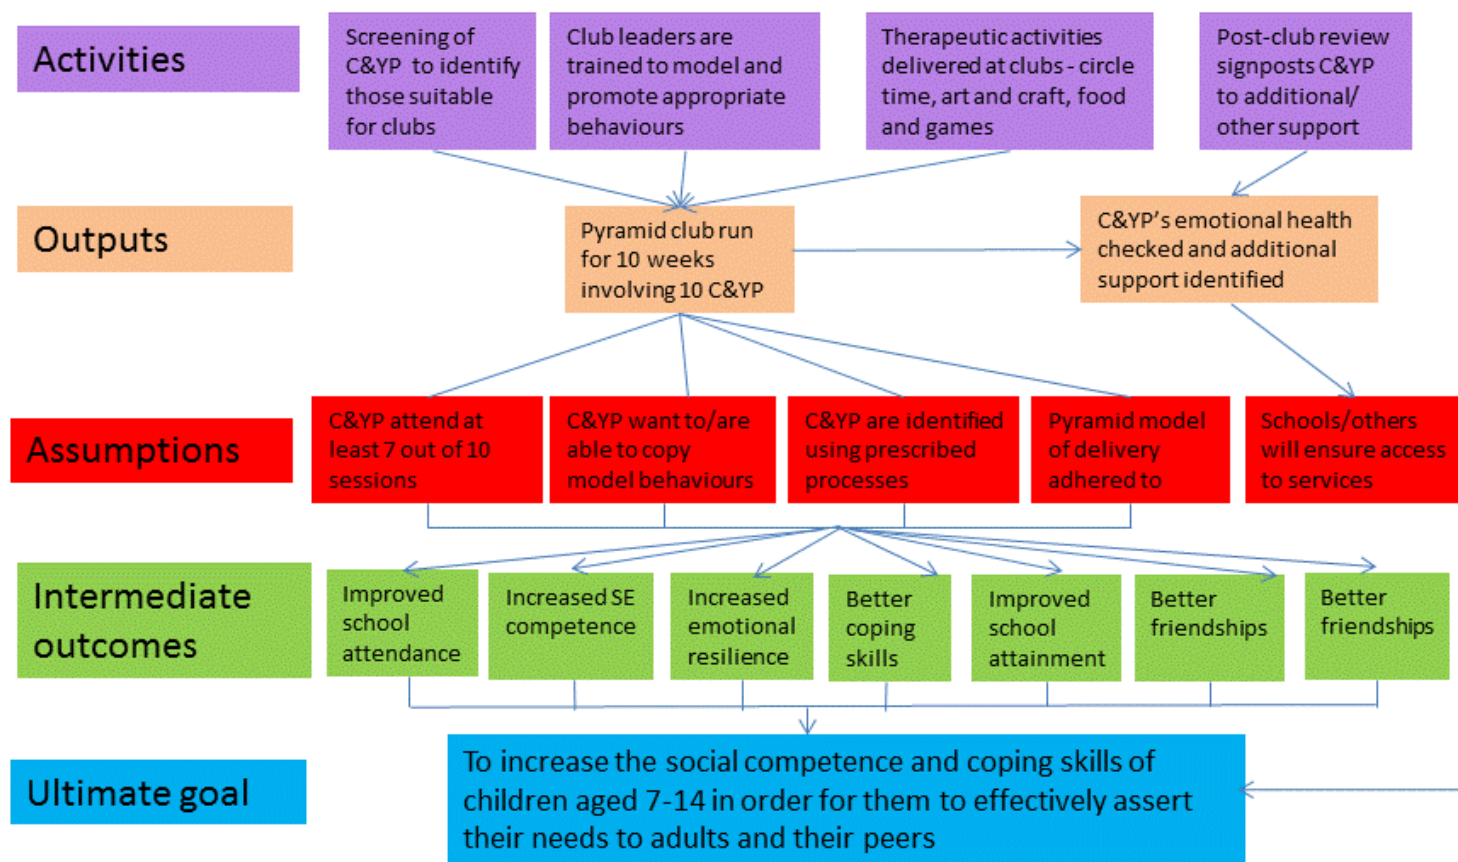 Activities
Screening of
C&YP to identify
those suitable
for clubs
Club leaders are
trained to model and
promote appropriate
behaviours
Therapeutic activities
delivered at clubs - circle
time, art and craft, food
and games
Post-club review
signposts C&YP
to additional/
other support
Outputs
Pyramid club run
for 10 weeks
involving 10 C&YP
C&YP's emotional health
checked and additional
support identified
Assumptions
C&YP attend at
least 7 out of 10
sessions
C&YP want to/are
able to copy
model behaviours
C&YP are identified
using prescribed
processes
Pyramid model
of delivery
adhered to
Schools/others
will ensure access
to services
Intermediate
outcomes
Improved
school
attendance
Increased SE
competence
Increased
emotional
resilience
Better
coping
skills
Improved
school
attainment
Better
friendships
Better
friendships
Ultimate goal
To increase the social competence and coping skills of
children aged 7-14 in order for them to effectively assert
their needs to adults and their peers